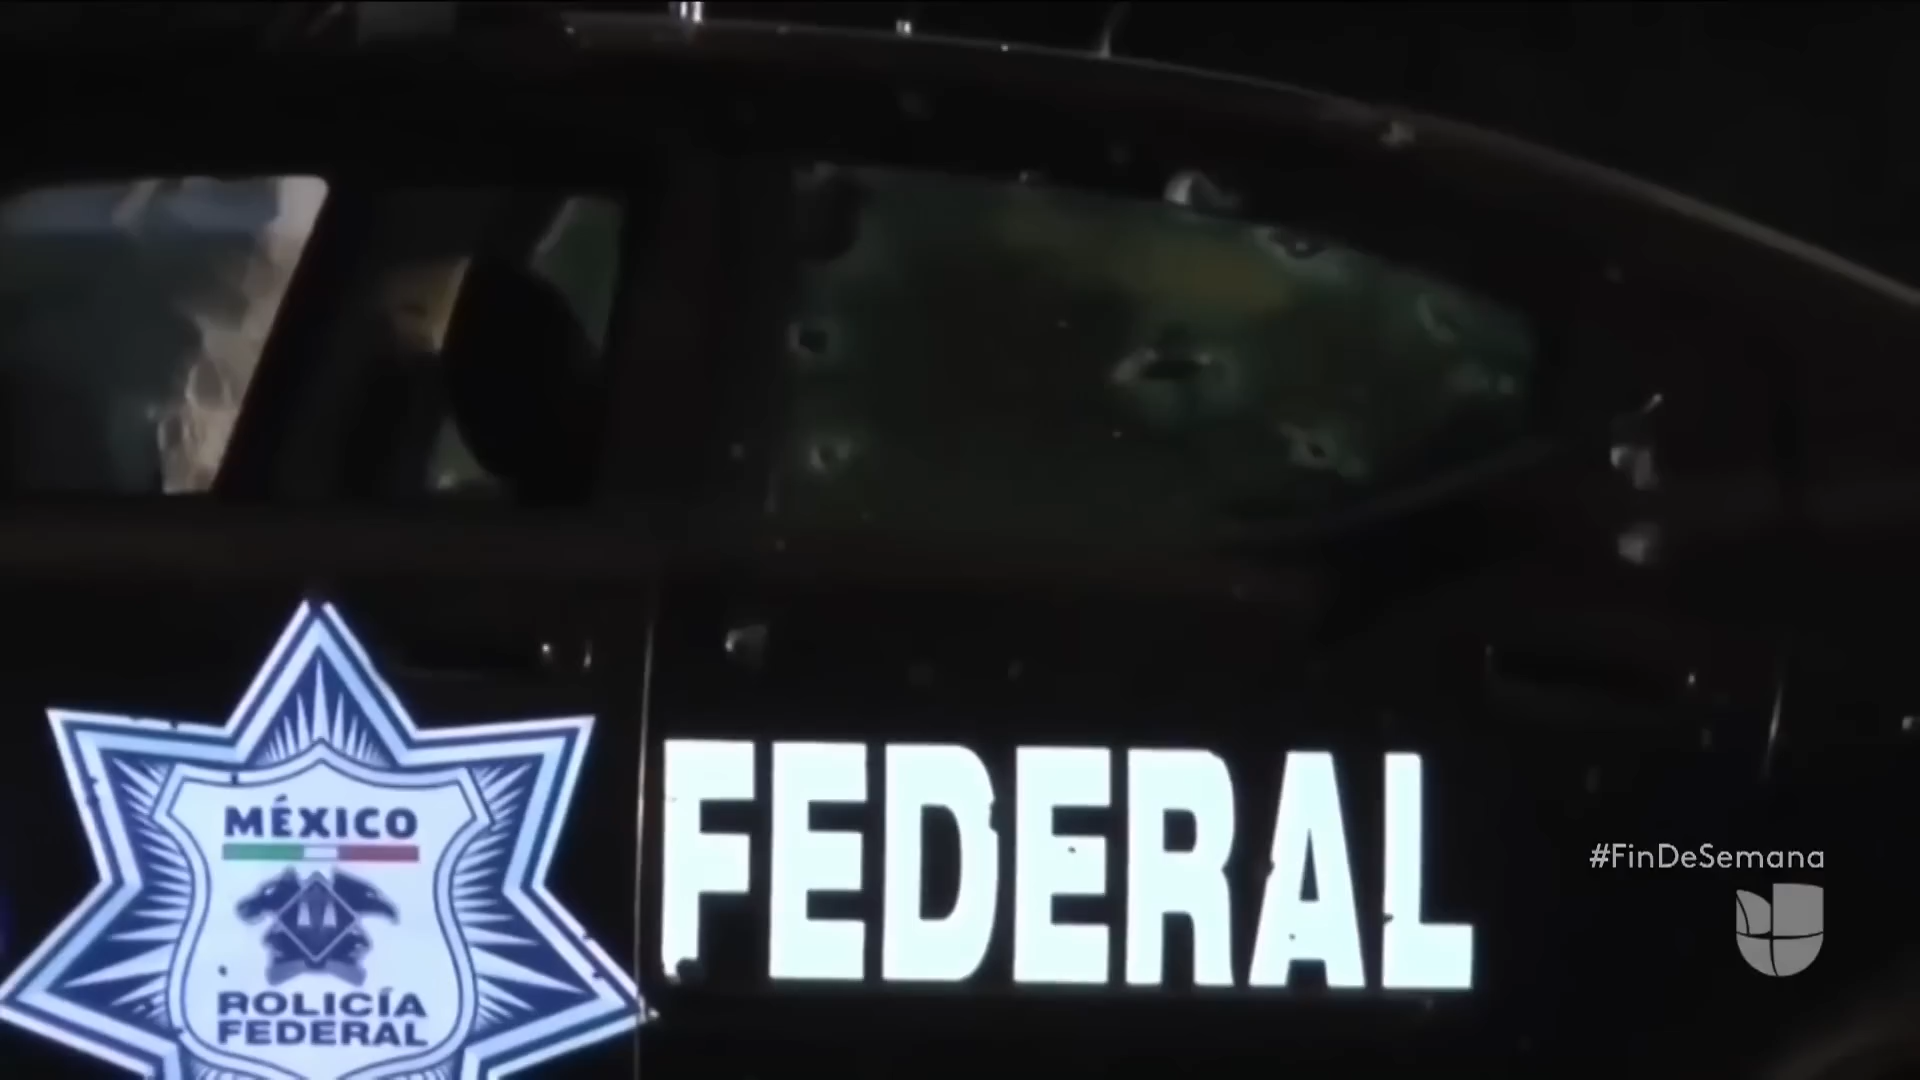 MÉXICO
ROLICÍA
FEDERAL
FEDERAL
#FinDeSemana